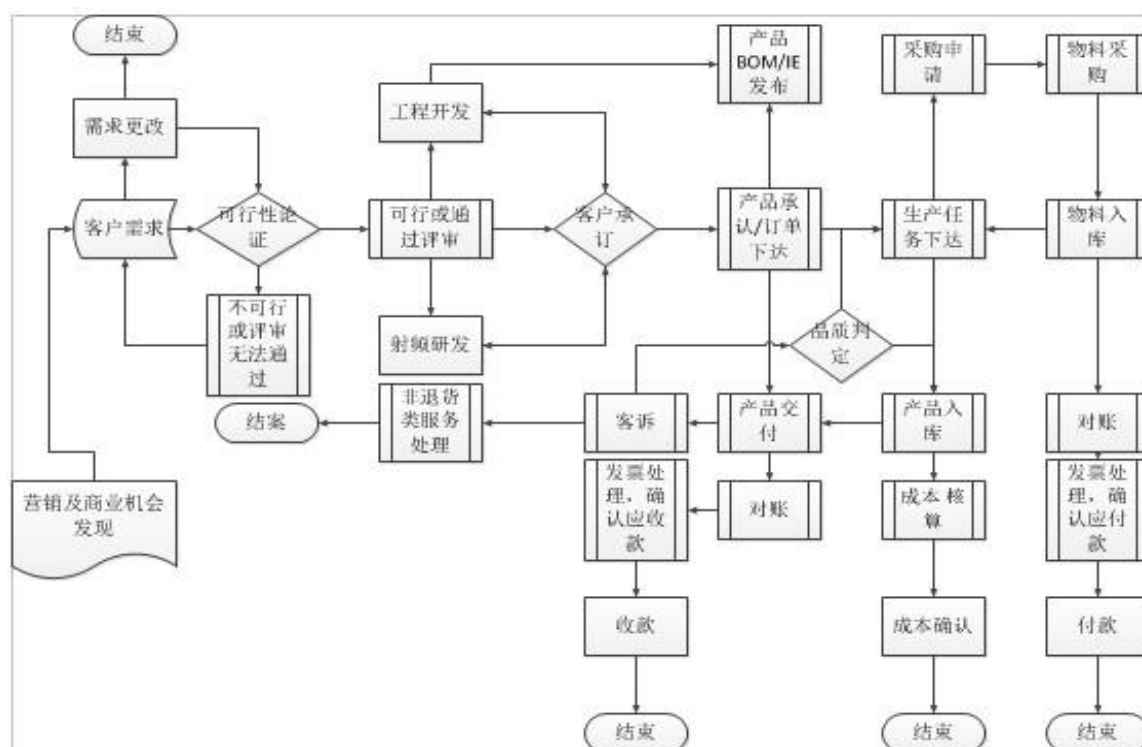 结束
需求更改
客户需求
可行性论
证
不可行
或评审
无法通
过
营销及商业机会
发现
工程开发
可行或通
过评审
射频研发
非退货
类服务
处理
结案
客户承
订
产品
BOM/IE
发布
产品承
认/订单
下达
品质判
定
客诉
产品交
付
发票处
理，确
认应收
款
对账
收款
结束
采购申
请
生产任
务下达
产品入
库
成本核
算
成本确认
结束
物料采
购
物料入
库
对账
发票处
理，确
认应付
款
付款
结束